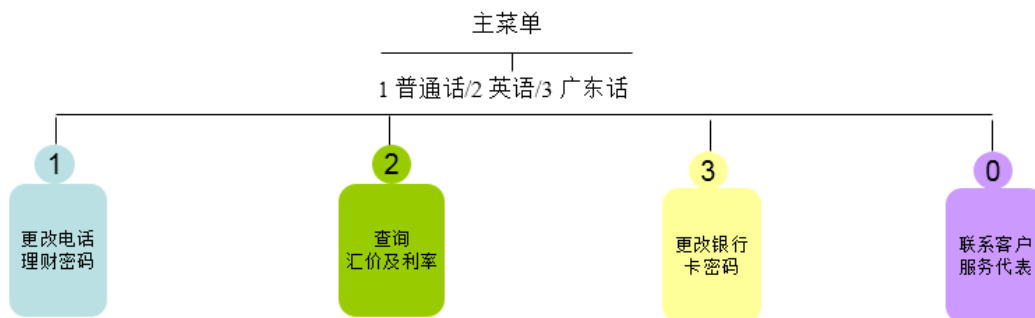 主菜单
1 普通话/2 英语/3 广东话
1
2
3
0
更改电话
理财密码
查询
汇价及利率
更改银行
卡密码
联系客户
服务代表